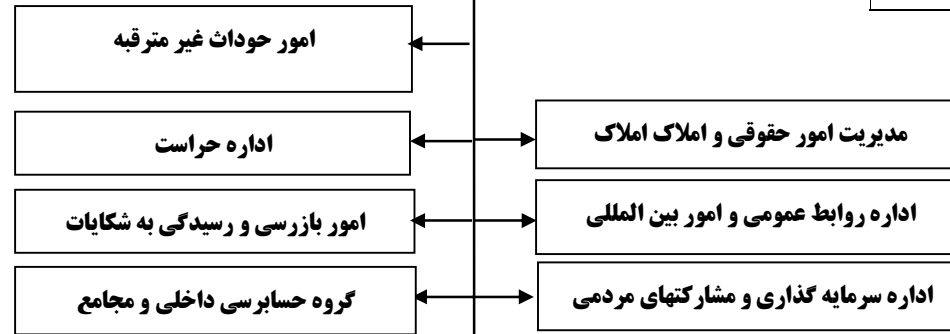 امور حوداث غیر مترقبه
مدیریت امور حقوقی و املاک املاک
اداره حراست
اداره روابط عمومی و امور بین المللی
امور بازرسی و رسیدگی به شکایات
اداره سرمایه گذاری و مشارکتهای مردمی
گروه حسابرسی داخلی و مجامع